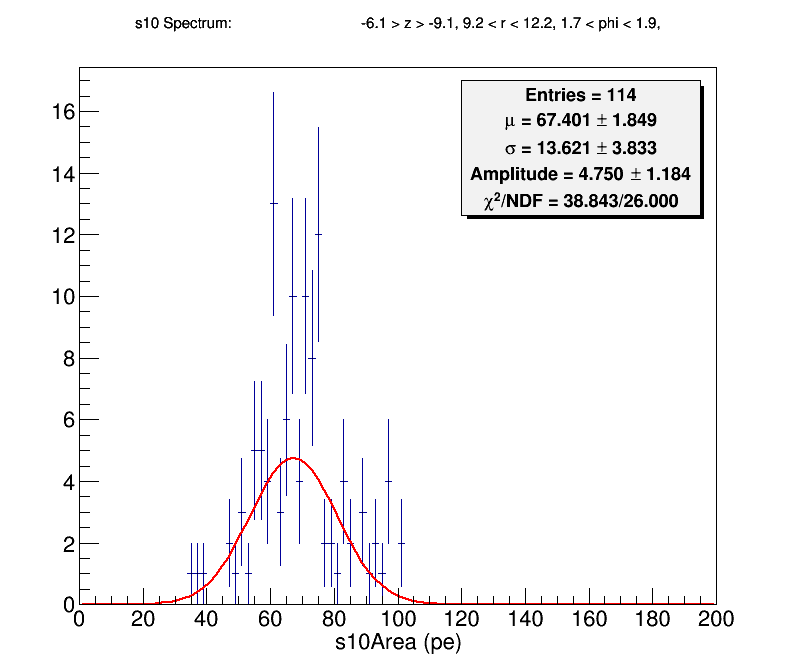 s10 Spectrum: -6.1 > z > -9.1, 9.2 < r < 12.2, 1.7 < phi < 1.9,
Entries = 114
μ = 67.401 ± 1.849
σ = 13.621 ± 3.833
Amplitude = 4.750 ± 1.184
χ²/NDF = 38.843/26.000
16
14
12
10
8
6
4
2
0
0 20 40 60 80 100 120 140 160 180 200
s10Area (pe)